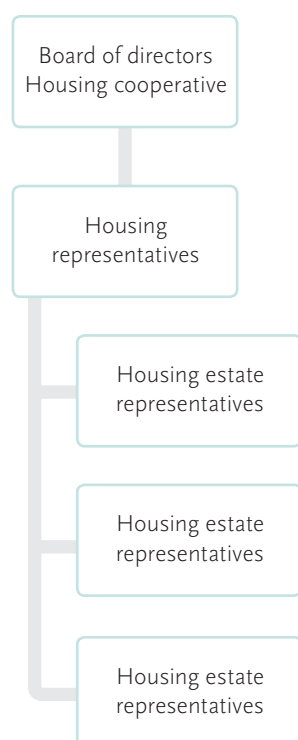 Board of directors
Housing cooperative
Housing
representatives
Housing estate
representatives
Housing estate
representatives
Housing estate
representatives